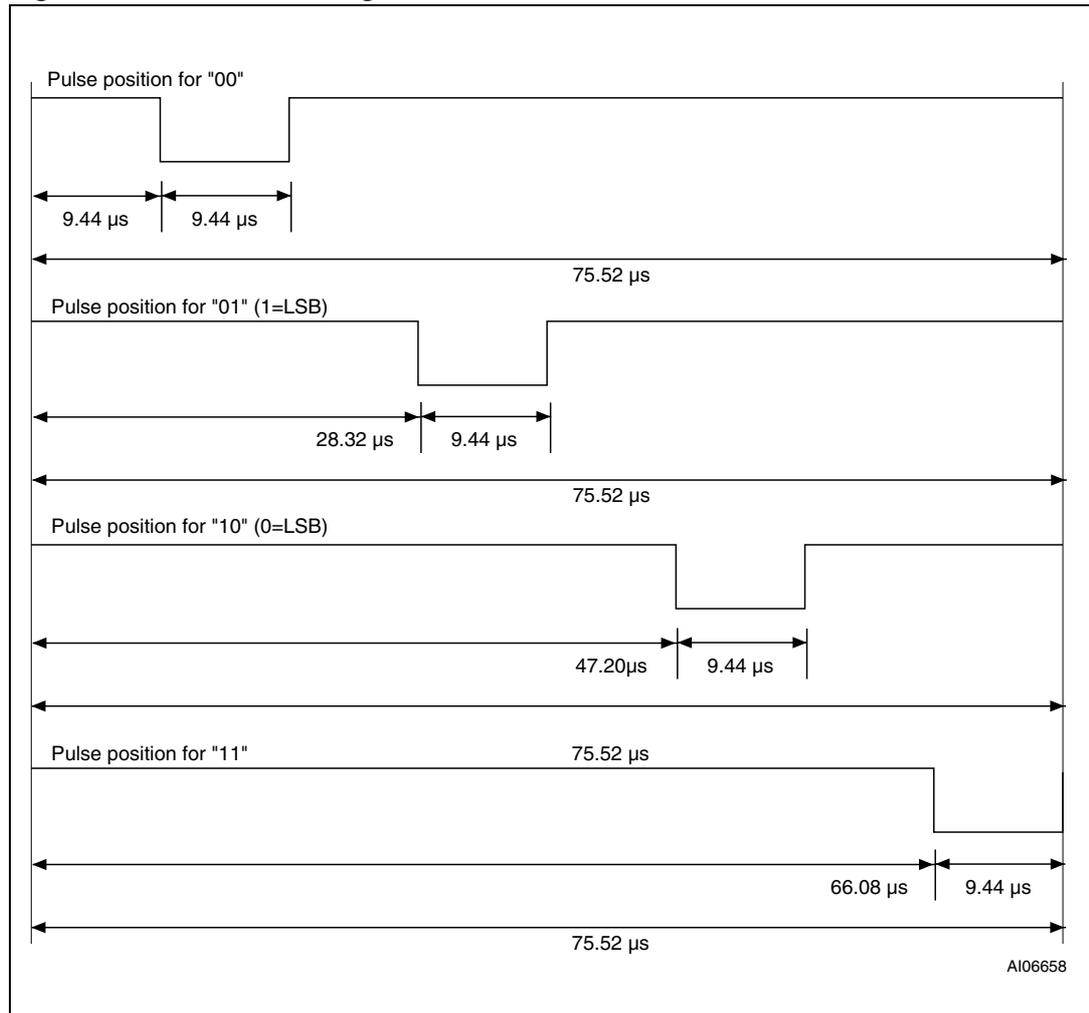 Pulse position for "00"
9.44 µs 9.44 µs
75.52 µs
Pulse position for "01" (1=LSB)
28.32 µs 9.44 µs
75.52 µs
Pulse position for "10" (0=LSB)
47.20µs 9.44 µs
Pulse position for "11" 75.52 µs
66.08 µs 9.44 µs
75.52 µs
AI06658